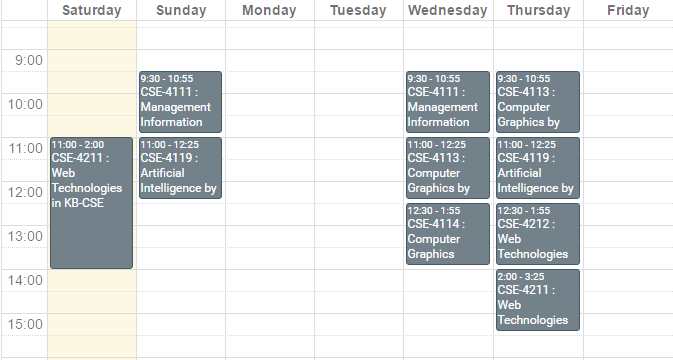 Saturday
Sunday
Monday
Tuesday
Wednesday
Thursday
Friday
9:00
10:00
11:00
12:00
13:00
14:00
15:00
11:00 - 2:00
CSE-4211 :
Web
Technologies
in KB-CSE
9:30 - 10:55
CSE-4111 :
Management
Information
11:00 - 12:25
CSE-4119 :
Artificial
Intelligence by
9:30 - 10:55
CSE-4111 :
Management
Information
11:00 - 12:25
CSE-4113 :
Computer
Graphics by
12:30 - 1:55
CSE-4114 :
Computer
Graphics
9:30 - 10:55
CSE-4113 :
Computer
Graphics by
11:00 - 12:25
CSE-4119 :
Artificial
Intelligence by
12:30 - 1:55
CSE-4212 :
Web
Technologies
2:00 - 3:25
CSE-4211 :
Web
Technologies